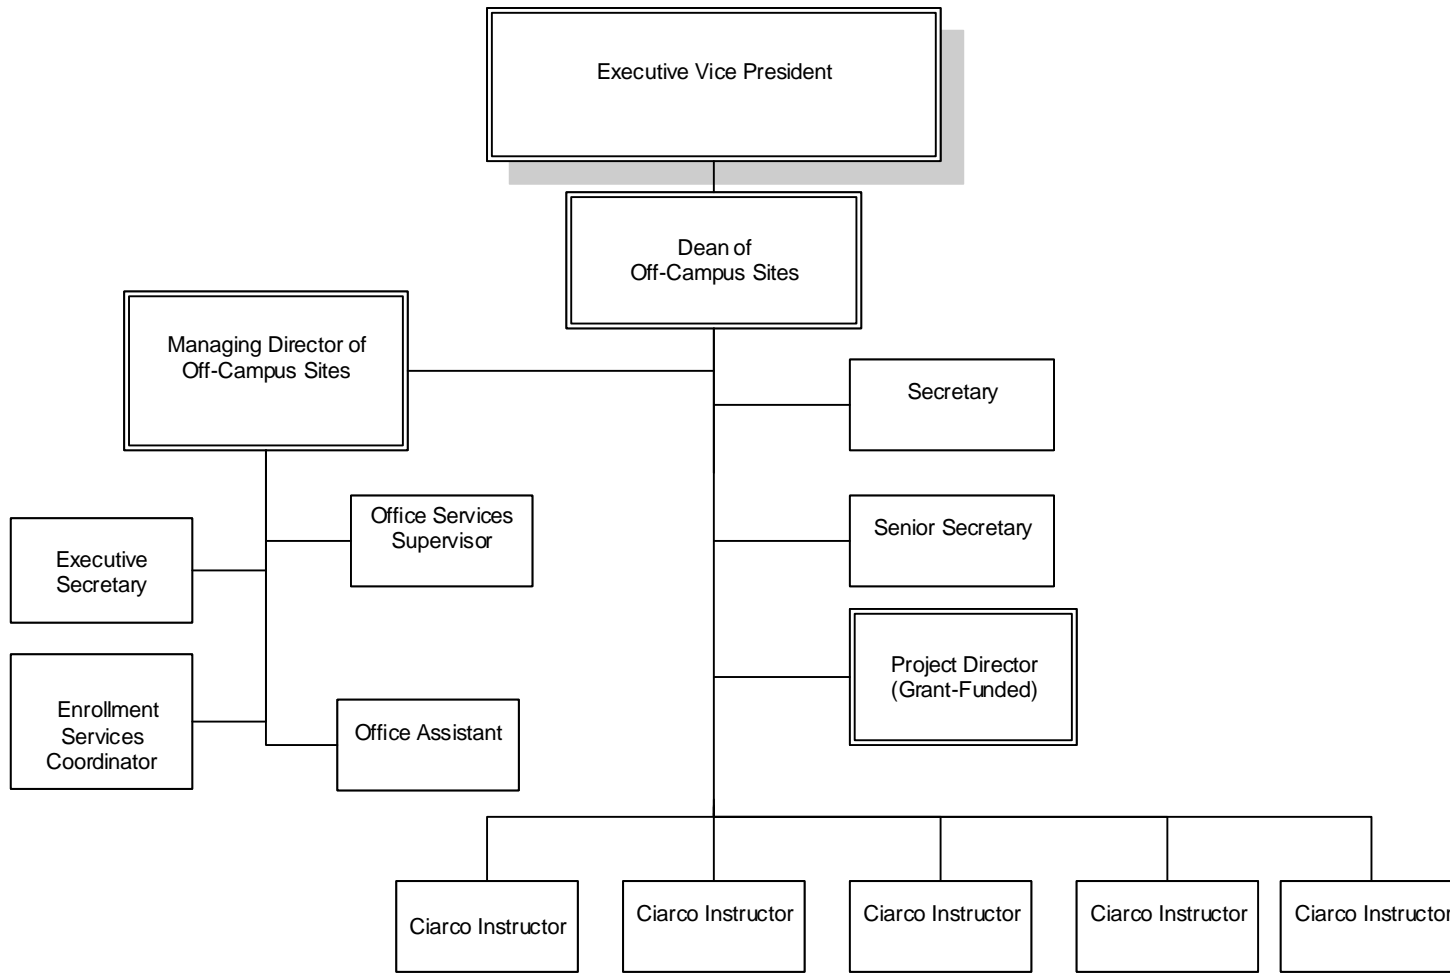 Executive Vice President
Dean of
Off-Campus Sites
Managing Director of
Off-Campus Sites
Secretary
Office Services
Supervisor
Senior Secretary
Executive
Secretary
Project Director
(Grant-Funded)
Enrollment
Services
Coordinator
Office Assistant
Ciarco Instructor
Ciarco Instructor
Ciarco Instructor
Ciarco Instructor
Ciarco Instructor